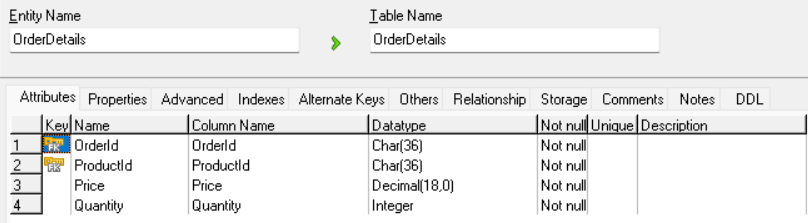 Entity Name Table Name
OrderDetails OrderDetails
Attributes Properties Advanced Indexes Alternate Keys Others Relationship Storage Comments Notes DDL
Key Name Column Name Datatype Not null Unique Description
1 FK OrderId OrderId Char(36) Not null
2 FK ProductId ProductId Char(36) Not null
3 Price Price Decimal(18,0) Not null
4 Quantity Quantity Integer Not null